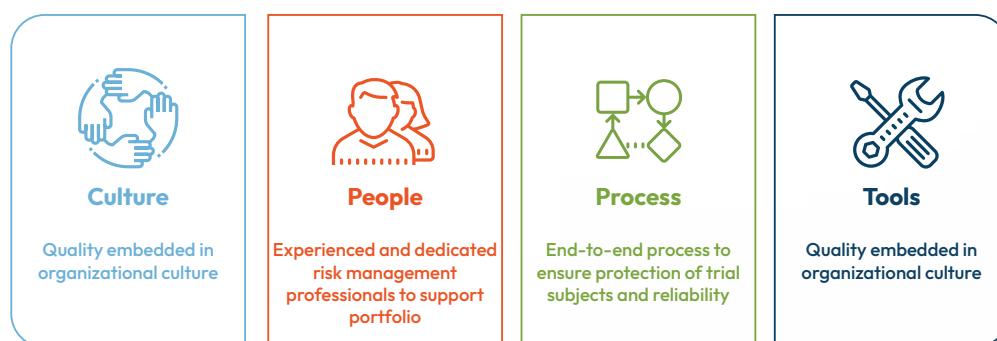 Culture
Quality embedded in
organizational culture
People
Experienced and dedicated
risk management
professionals to support
portfolio
Process
End-to-end process to
ensure protection of trial
subjects and reliability
Tools
Quality embedded in
organizational culture